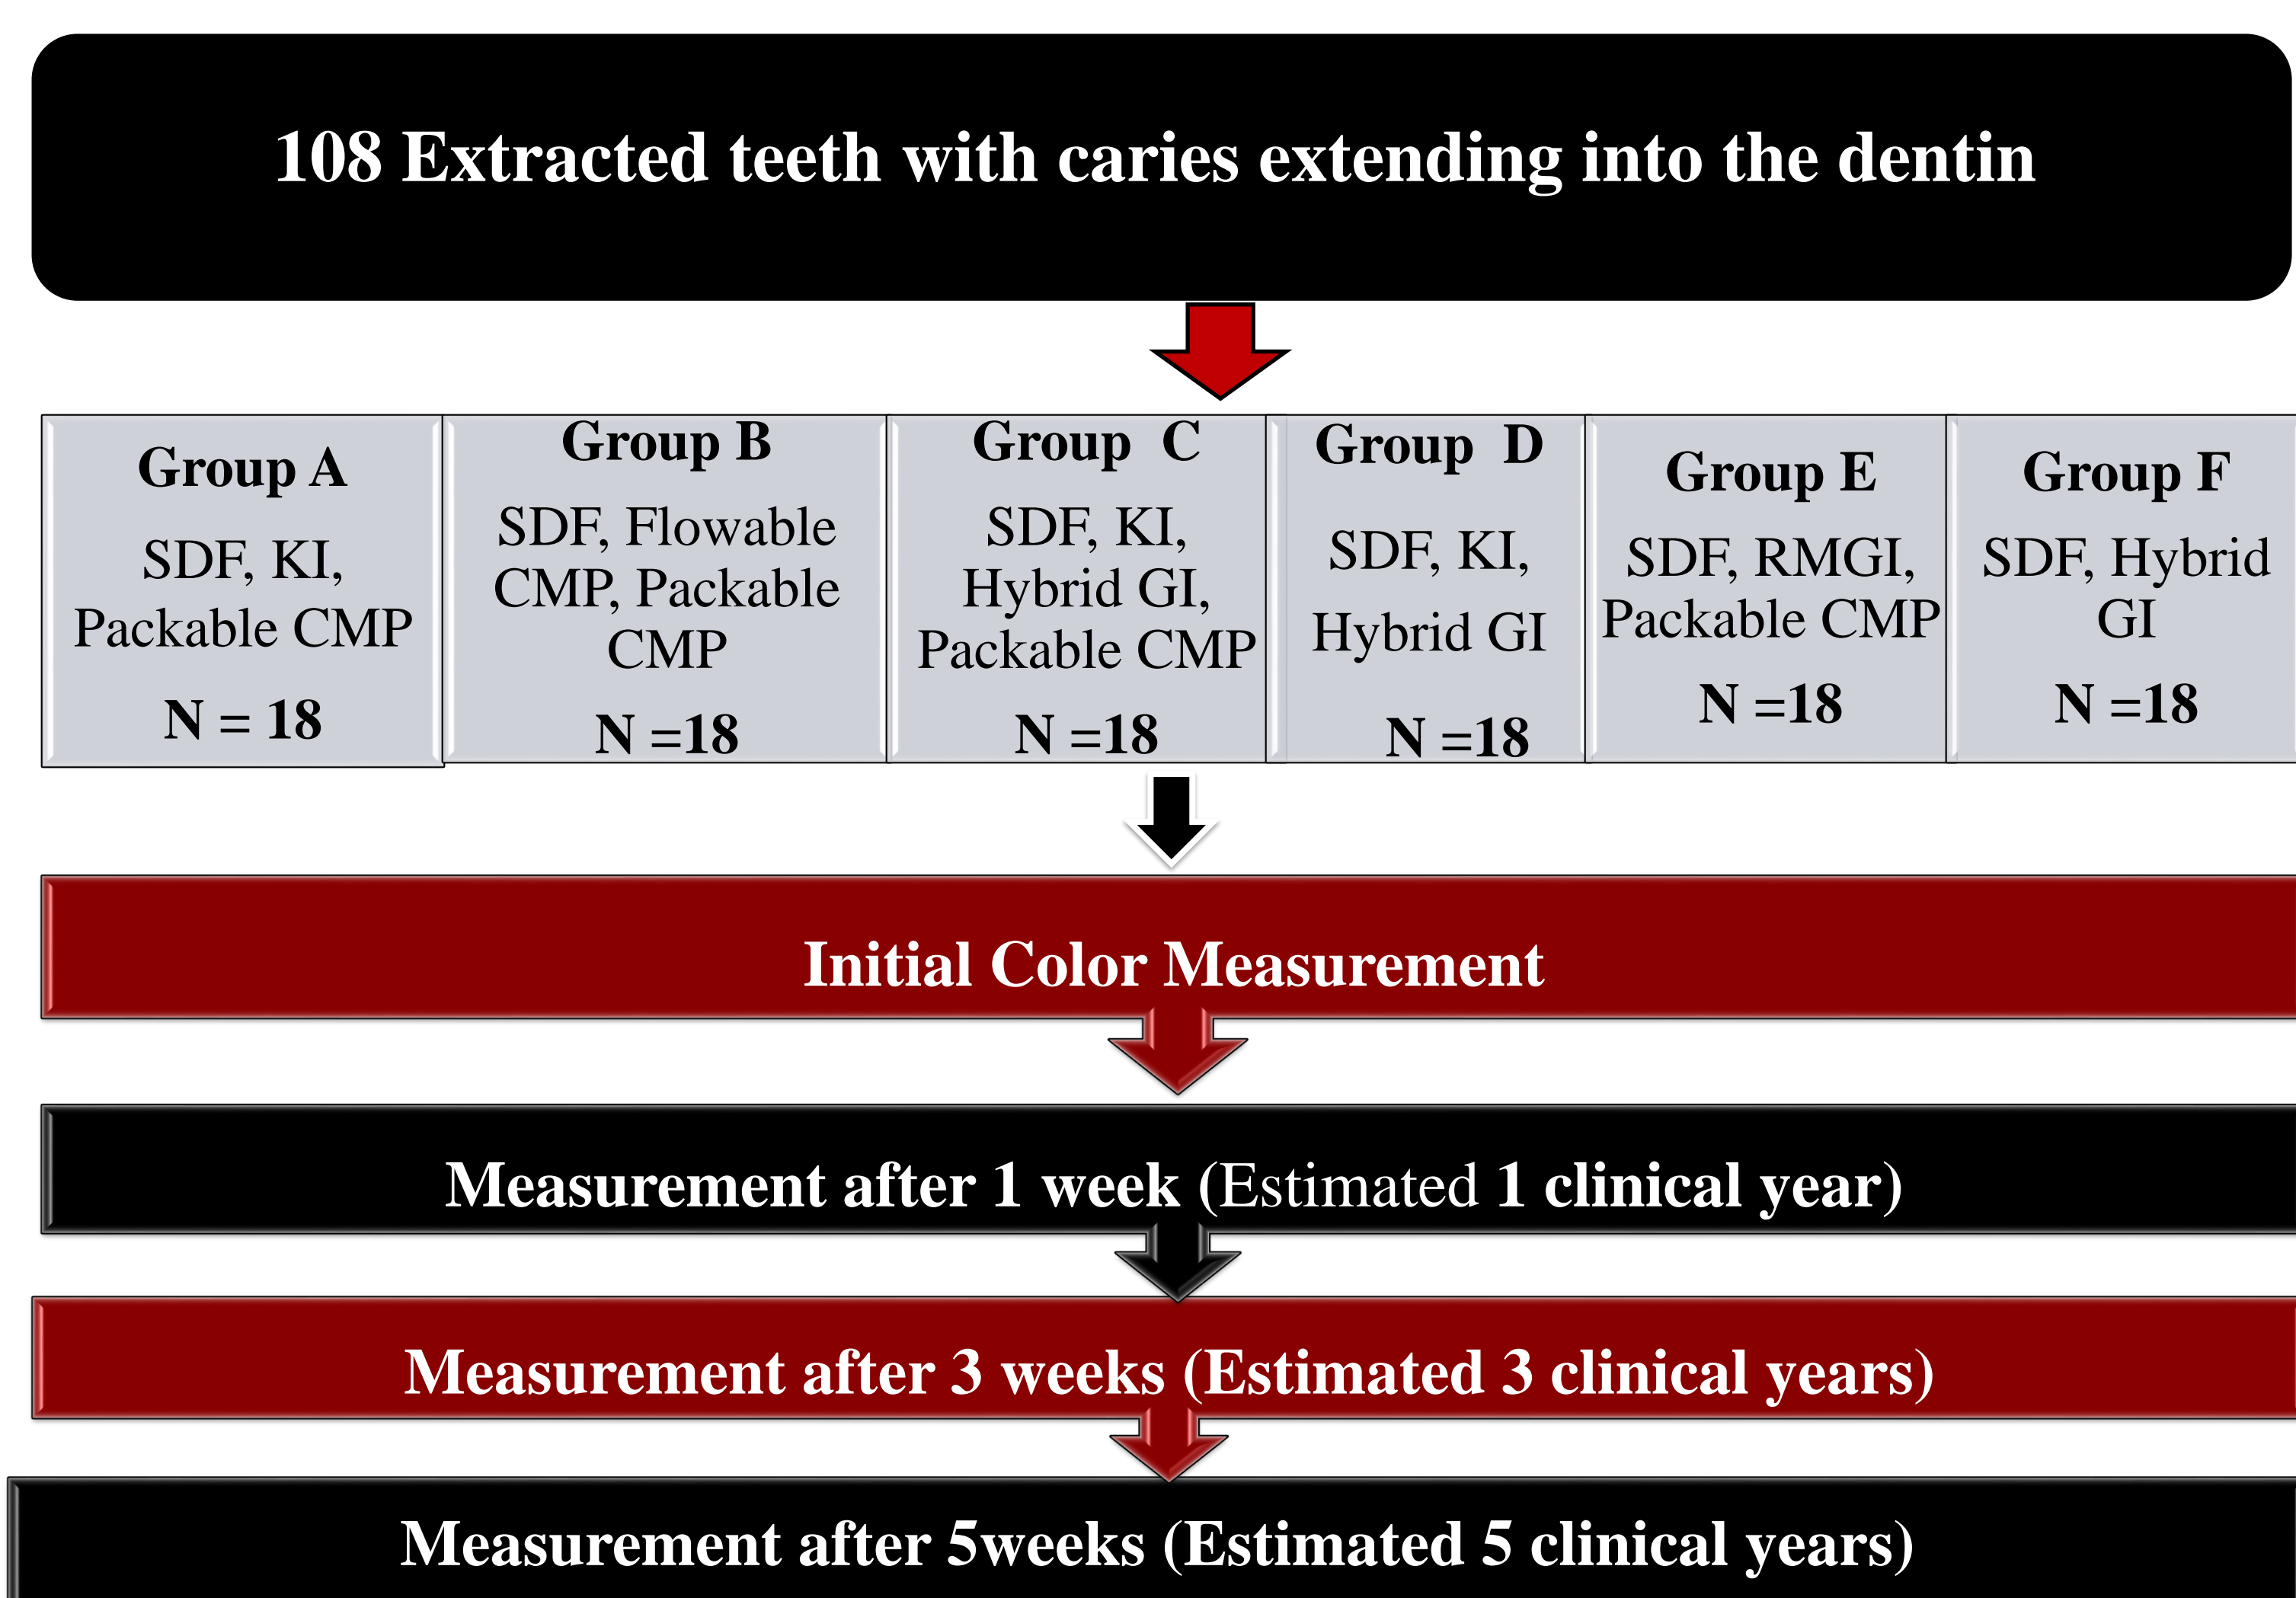 108 Extracted teeth with caries extending into the dentin
Group A
SDF, KI,
Packable CMP
N = 18
Group B
SDF, Flowable
CMP, Packable
CMP
N =18
Group C
SDF, KI,
Hybrid GI,
Packable CMP
N =18
Group D
SDF, KI,
Hybrid GI
N =18
Group E
SDF, RMGI,
Packable CMP
N =18
Group F
SDF, Hybrid
GI
N =18
Initial Color Measurement
Measurement after 1 week (Estimated 1 clinical year)
Measurement after 3 weeks (Estimated 3 clinical years)
Measurement after 5weeks (Estimated 5 clinical years)